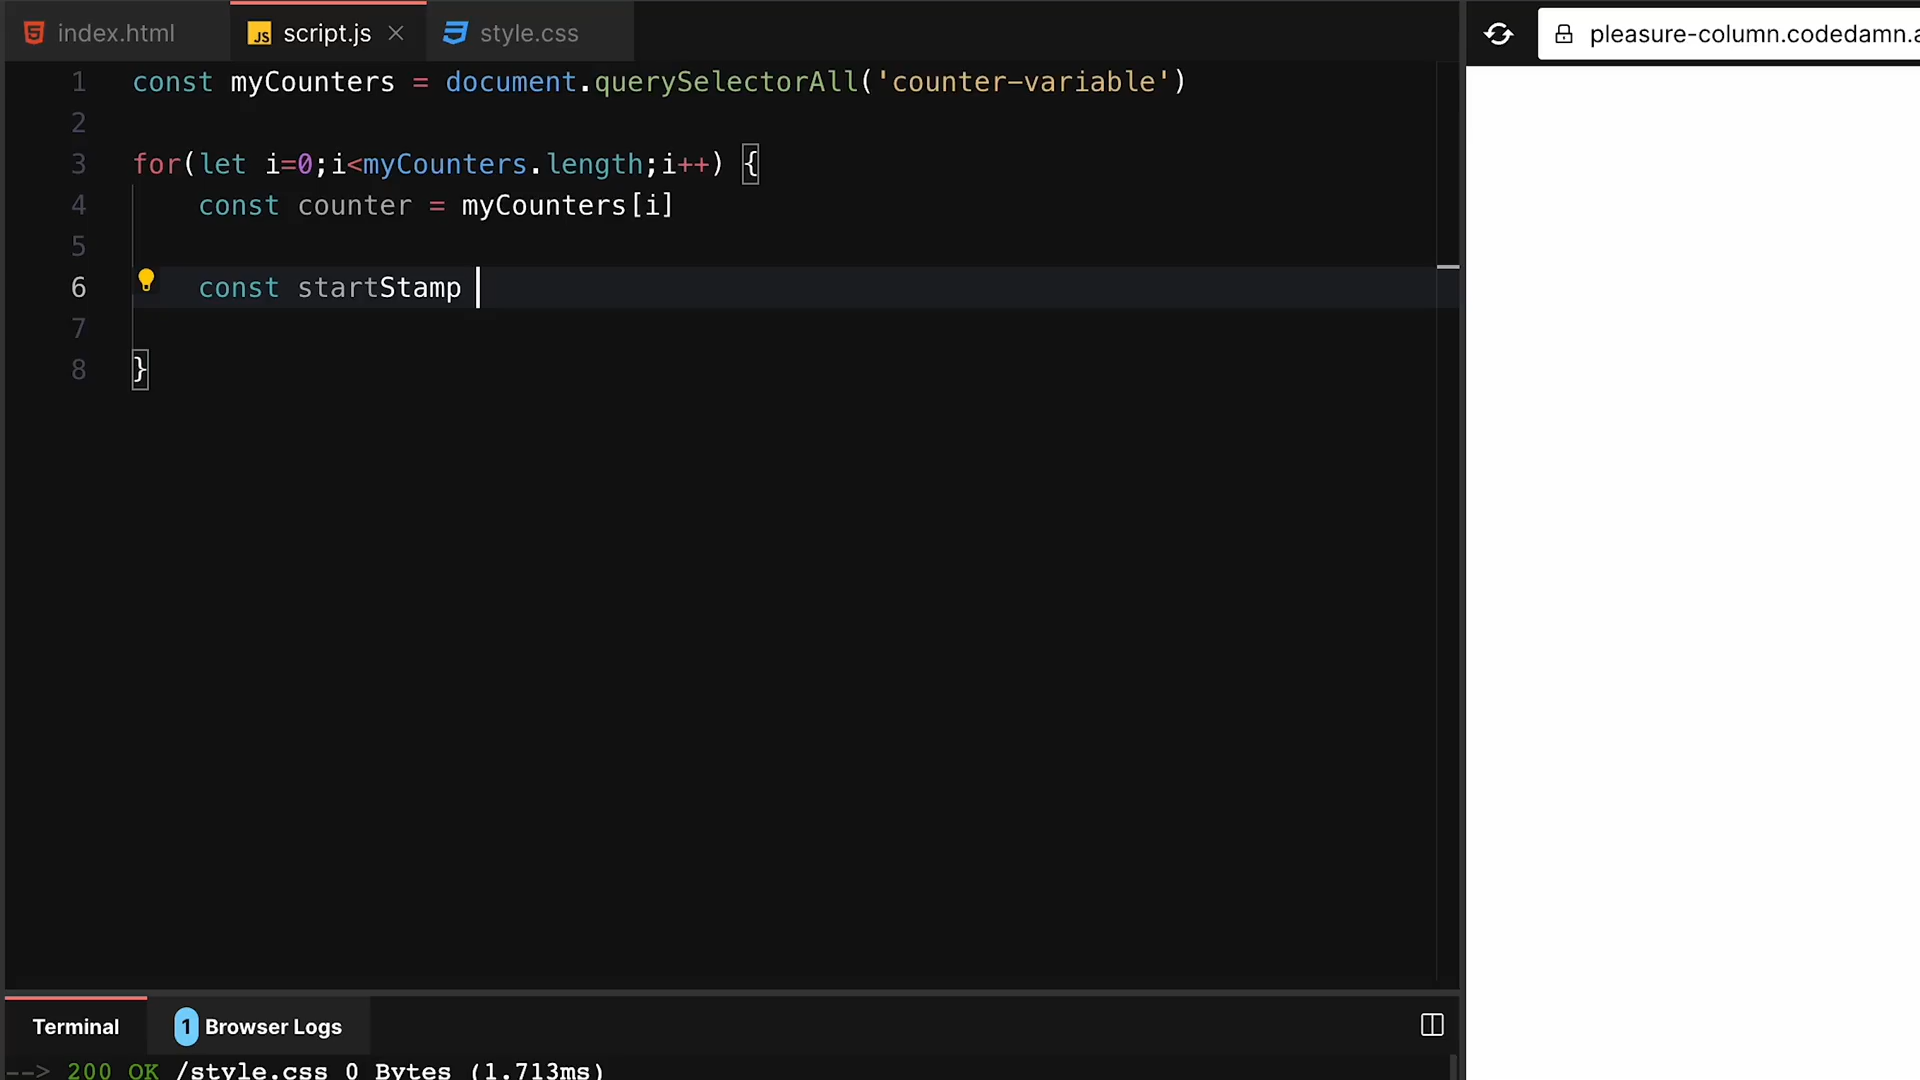 index.html
script.js
style.css
pleasure-column.codedamn.a
1 const myCounters = document.querySelectorAll('counter-variable')
2
3 for(let i=0;i<myCounters.length;i++) {
4 const counter = myCounters[i]
5
6 const startStamp
7
8 }
Terminal
1 Browser Logs
--> 200 OK /style.css 0 Bytes (1.713ms)